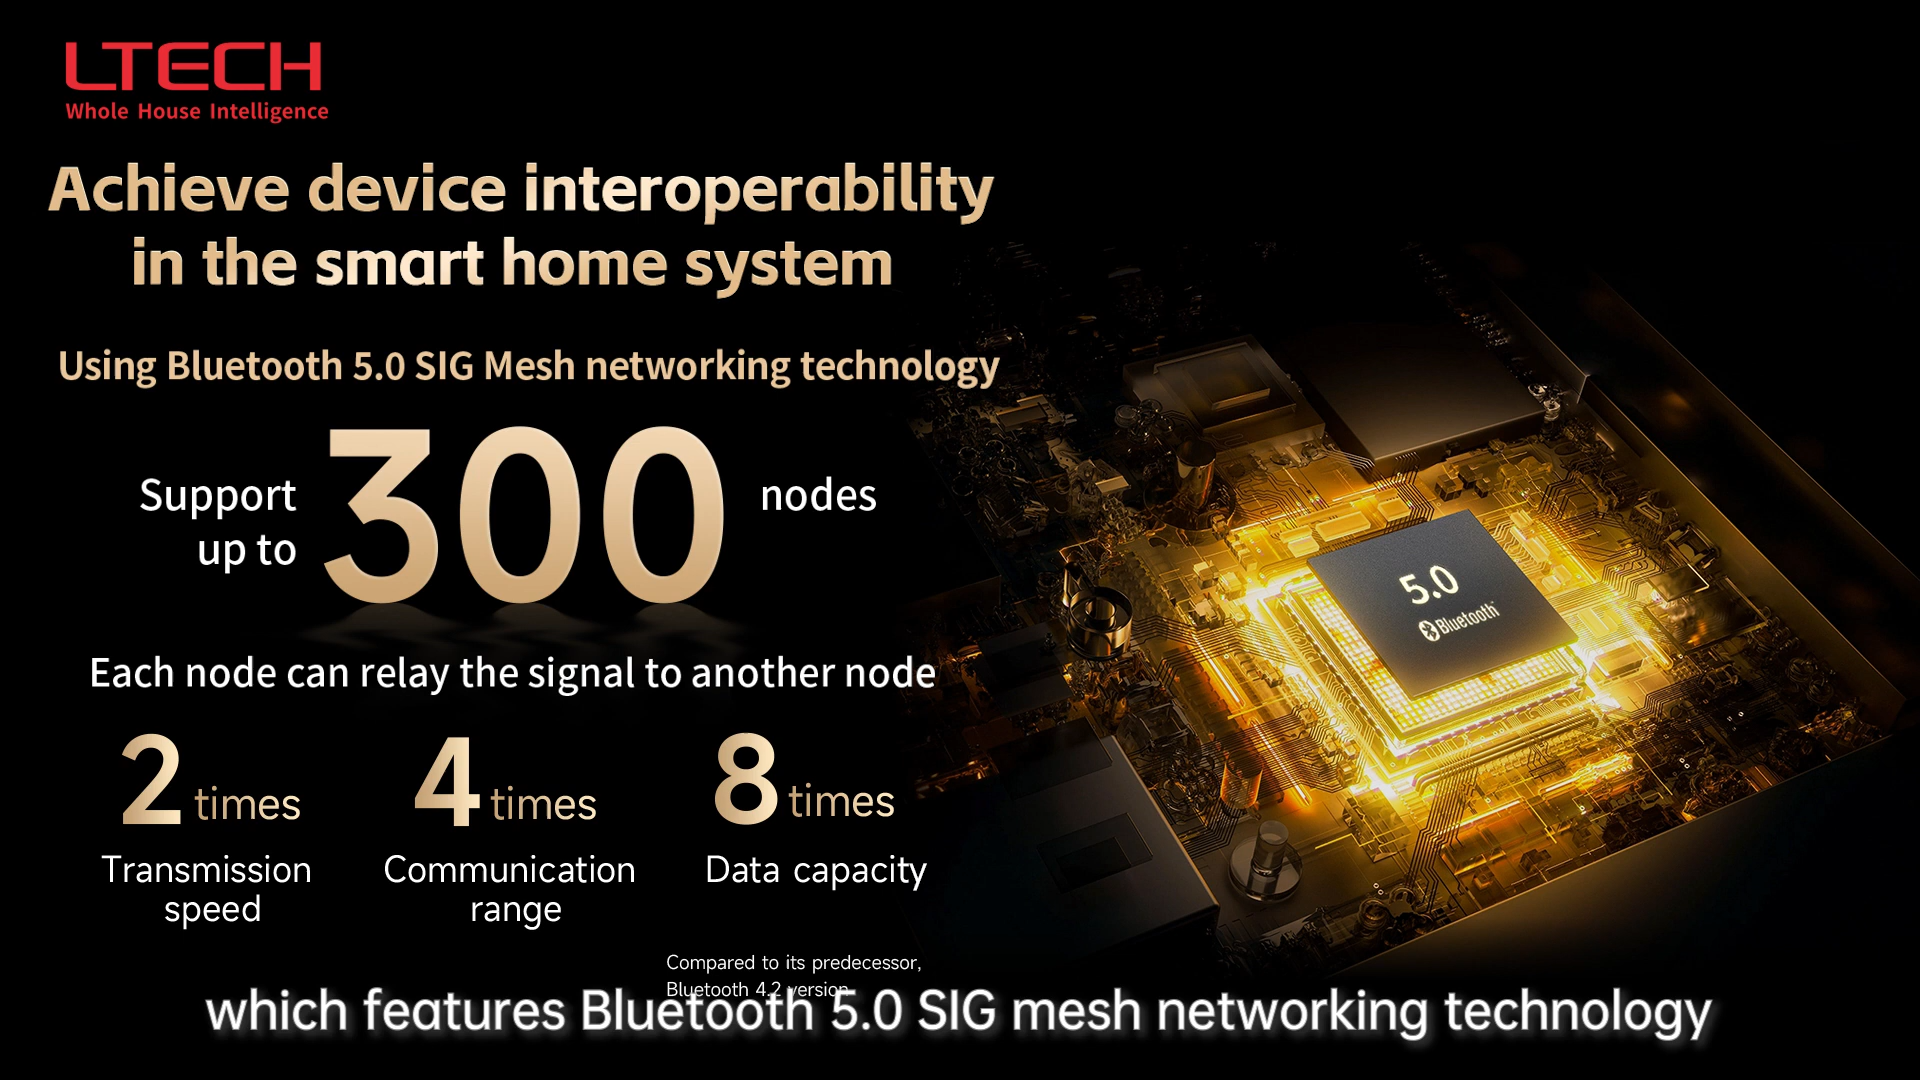 LTECH
Whole House Intelligence
Achieve device interoperability
in the smart home system
Using Bluetooth 5.0 SIG Mesh networking technology
Support
up to
300
nodes
Each node can relay the signal to another node
2 times
Transmission
speed
4 times
Communication
range
8 times
Data capacity
Compared to its predecessor,
Bluetooth 4.2 version
which features Bluetooth 5.0 SIG mesh networking technology
5.0
Bluetooth